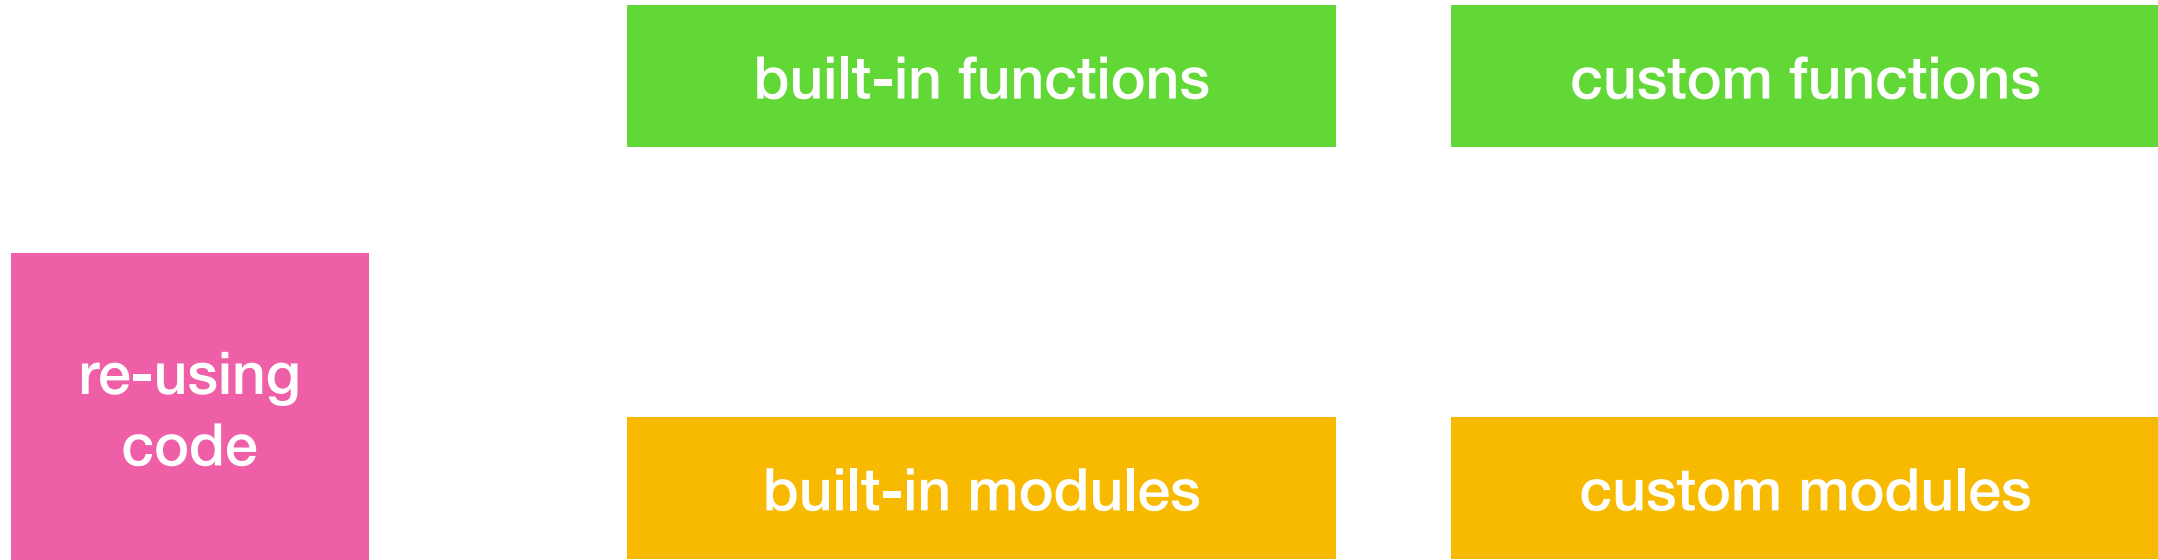 built-in functions
custom functions
re-using
code
built-in modules
custom modules